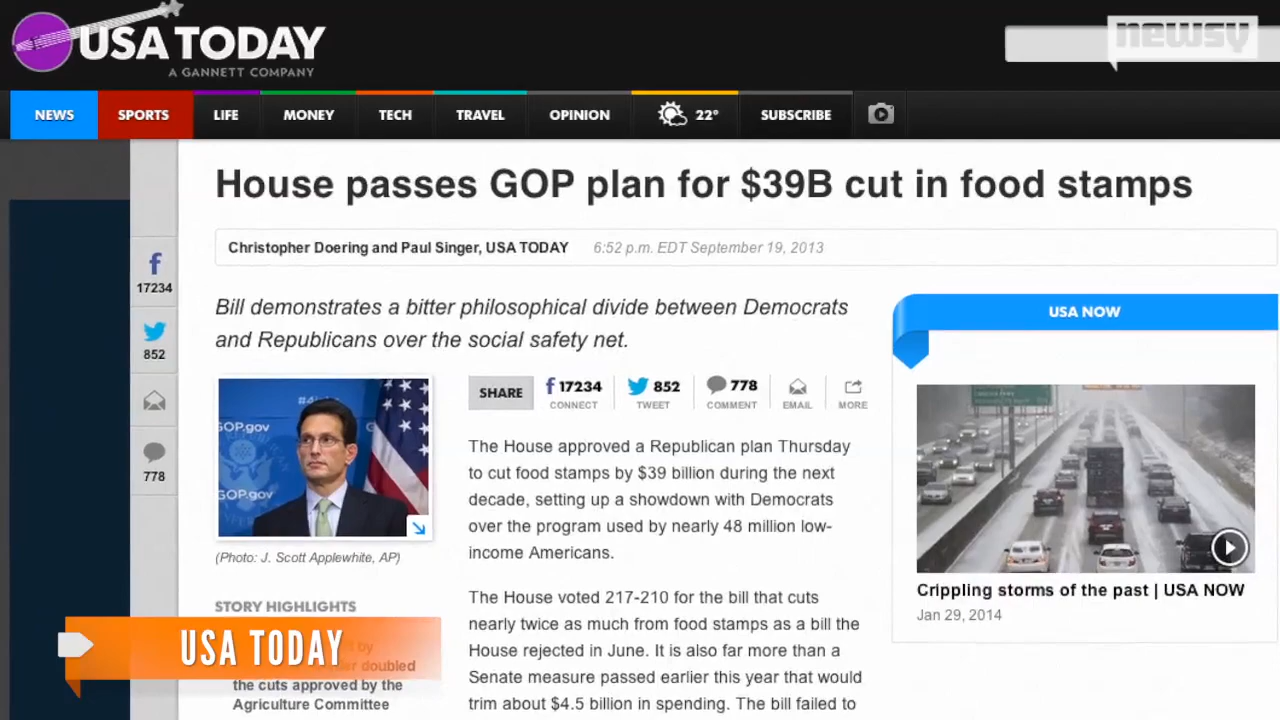 USA TODAY
A GANNETT COMPANY
newsy
NEWS
SPORTS
LIFE
MONEY
TECH
TRAVEL
OPINION
22°
SUBSCRIBE
House passes GOP plan for $39B cut in food stamps
Christopher Doering and Paul Singer, USA TODAY 6:52 p.m. EDT September 19, 2013
17234
852
778
Bill demonstrates a bitter philosophical divide between Democrats
and Republicans over the social safety net.
GOP.gov
GOP.gov
(Photo: J. Scott Applewhite, AP)
SHARE
17234
CONNECT
852
TWEET
778
COMMENT
EMAIL
MORE
The House approved a Republican plan Thursday
to cut food stamps by $39 billion during the next
decade, setting up a showdown with Democrats
over the program used by nearly 48 million low-
income Americans.
The House voted 217-210 for the bill that cuts
nearly twice as much from food stamps as a bill the
House rejected in June. It is also far more than a
Senate measure passed earlier this year that would
trim about $4.5 billion in spending. The bill failed to
STORY HIGHLIGHTS
by
doubled
the cuts approved by the
Agriculture Committee
USA TODAY
USA NOW
Crippling storms of the past | USA NOW
Jan 29, 2014